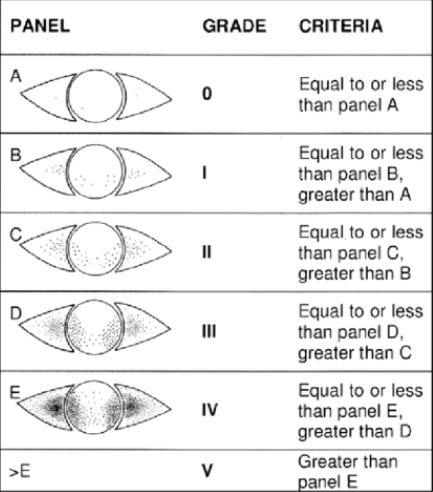 PANEL GRADE CRITERIA
A 0 Equal to or less
than panel A
B I Equal to or less
than panel B,
greater than A
C II Equal to or less
than panel C,
greater than B
D III Equal to or less
than panel D,
greater than C
E IV Equal to or less
than panel E,
greater than D
>E V Greater than
panel E